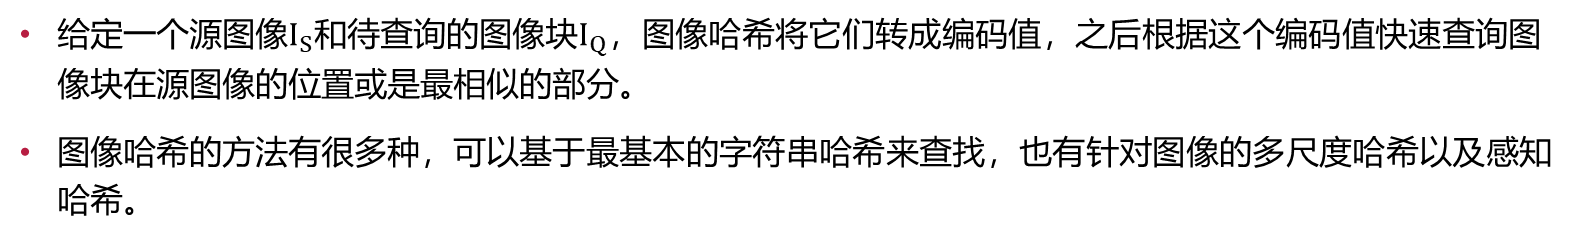 • 给定一个源图像I_S和待查询的图像块I_Q，图像哈希将它们转成编码值，之后根据这个编码值快速查询图
像块在源图像的位置或是最相似的部分。
• 图像哈希的方法有很多种，可以基于最基本的字符串哈希来查找，也有针对图像的多尺度哈希以及感知
哈希。